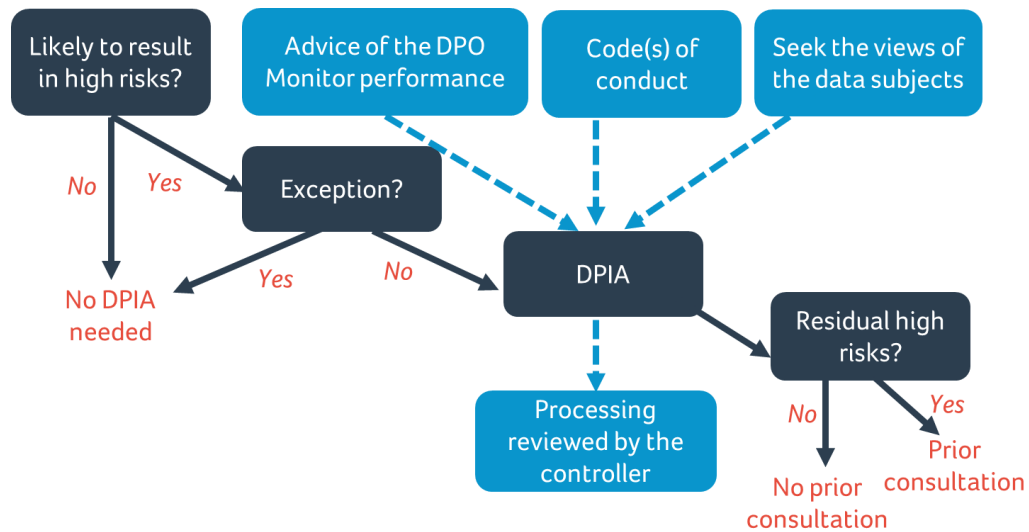 Likely to result
in high risks?
Advice of the DPO
Monitor performance
Code(s) of
conduct
Seek the views of
the data subjects
No
Yes
Exception?
Yes
No
No DPIA
needed
DPIA
Residual high
risks?
Processing
reviewed by the
controller
No
Yes
Prior
consultation
No prior
consultation